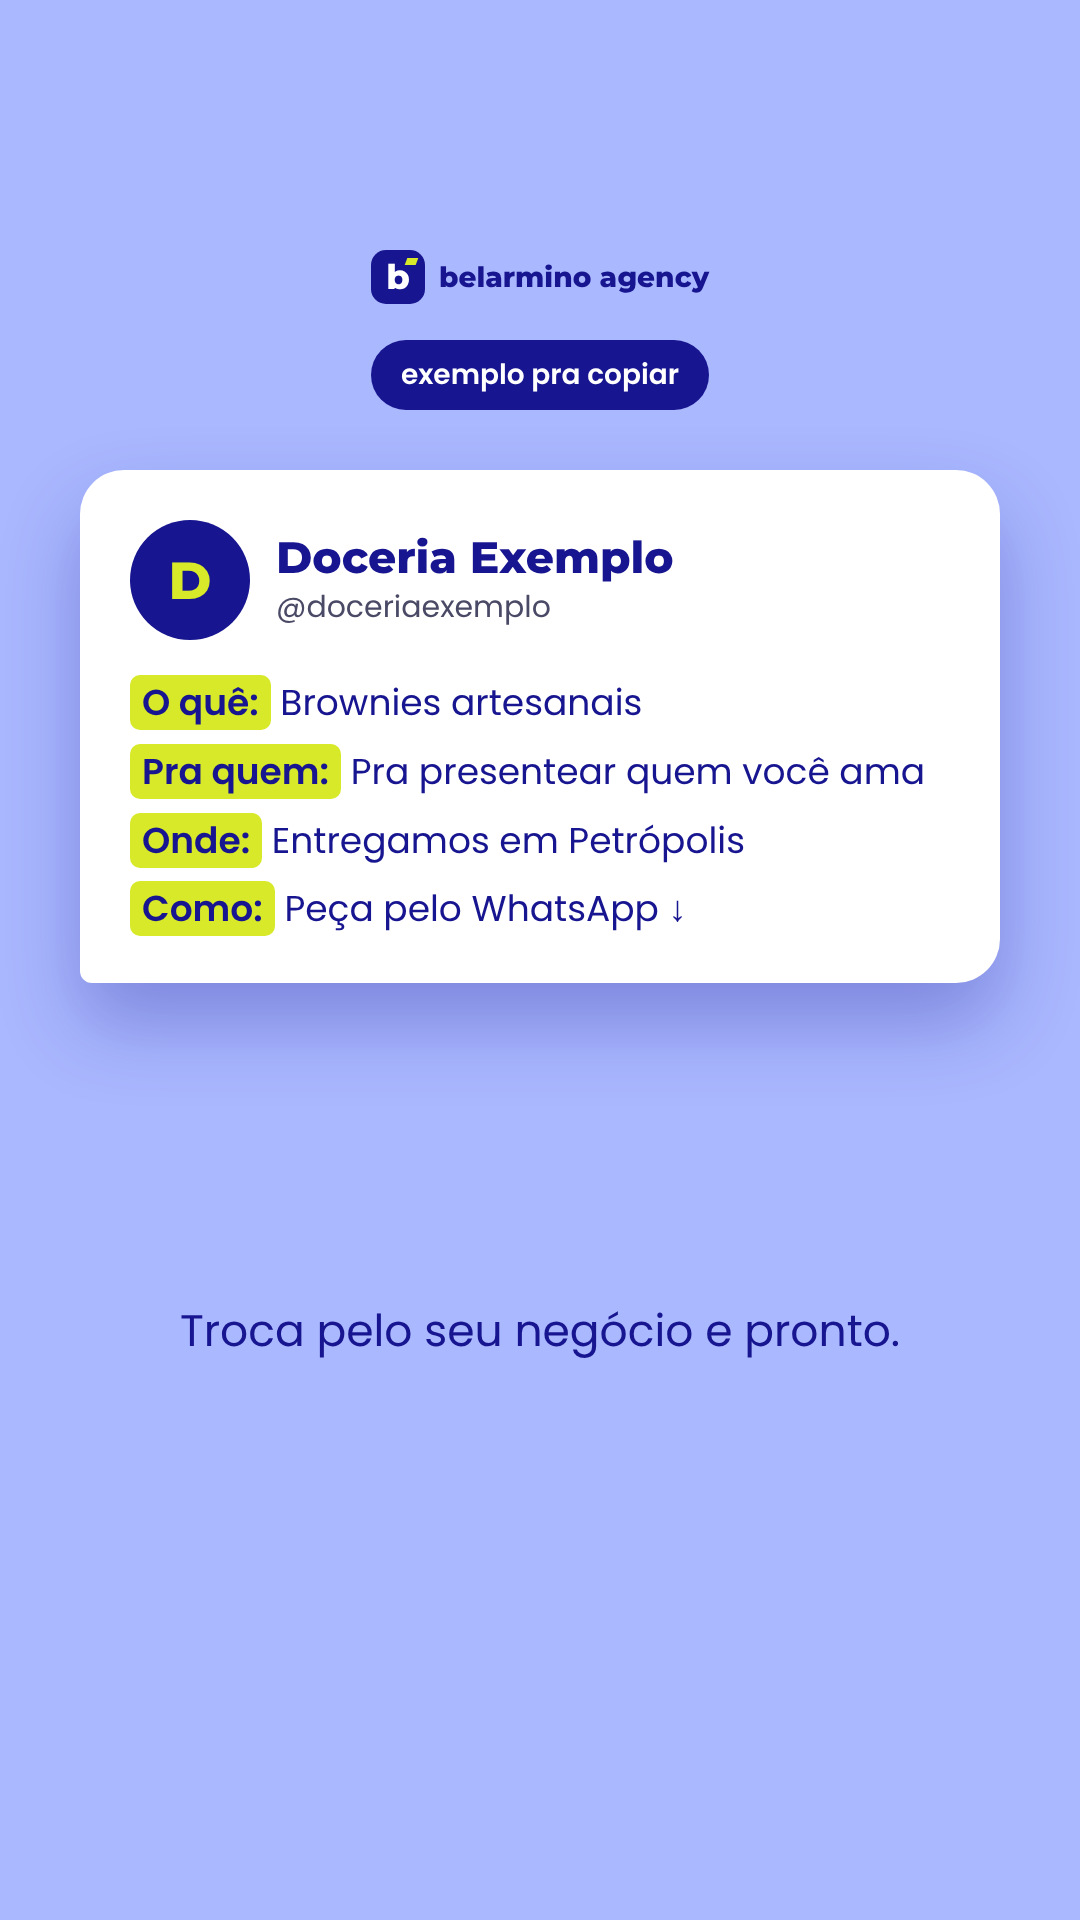 b belarmino agency
exemplo pra copiar
D
Doceria Exemplo
@doceriaexemplo
O quê: Brownies artesanais
Pra quem: Pra presentear quem você ama
Onde: Entregamos em Petrópolis
Como: Peça pelo WhatsApp ↓
Troca pelo seu negócio e pronto.